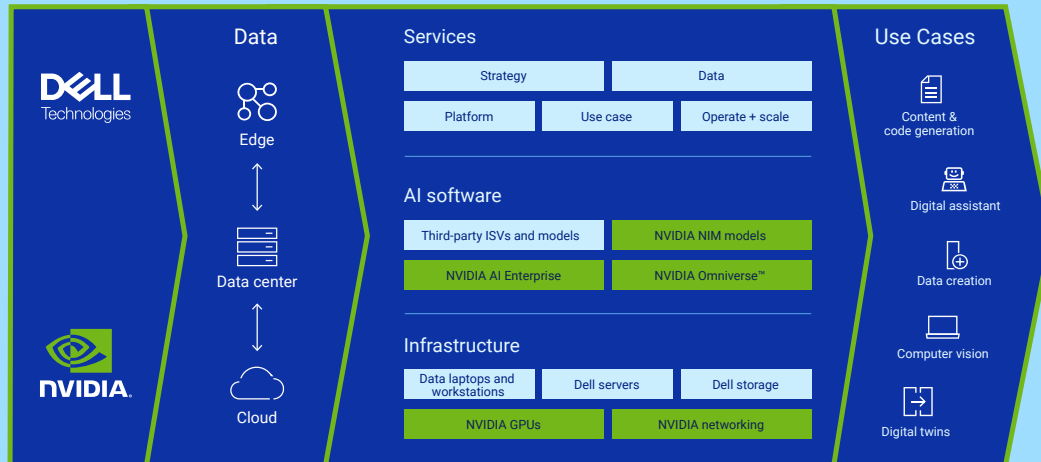 DELL
Technologies
NVIDIA.
Data
Edge
Data center
Cloud
Services
Strategy
Data
Platform
Use case
Operate + scale
AI software
Third-party ISVs and models
NVIDIA NIM models
NVIDIA AI Enterprise
NVIDIA Omniverse™
Infrastructure
Data laptops and
workstations
Dell servers
Dell storage
NVIDIA GPUs
NVIDIA networking
Use Cases
Content &
code generation
Digital assistant
Data creation
Computer vision
Digital twins